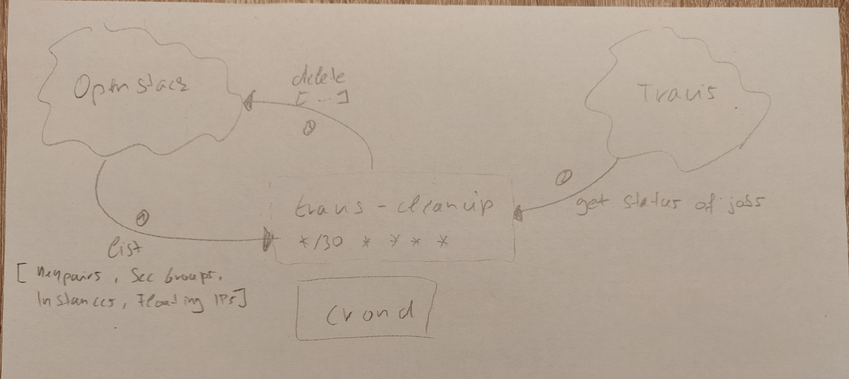 OpenStack
delete
[...]
③
Travis
②
get status of jobs
travis-cleanup
*/30 * * * *
①
list
[Keypairs, Sec Groups,
Instances, Floating IPs]
crond